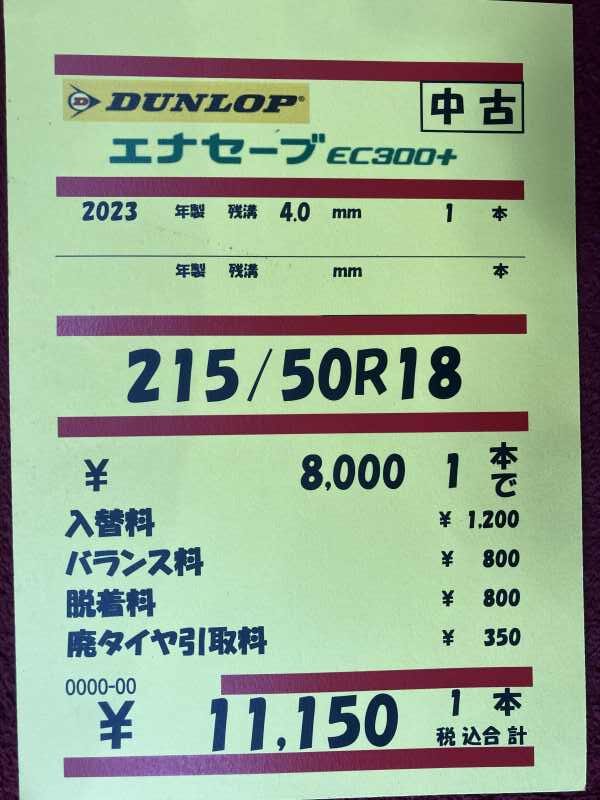 DUNLOP 中古
エナセーブ EC300+
2023 年製 残溝 4.0 mm 1 本
年製 残溝 mm 本
215/50R18
¥ 8,000 1 本で
入替料 ¥ 1,200
バランス料 ¥ 800
脱着料 ¥ 800
廃タイヤ引取料 ¥ 350
0000-00
¥ 11,150 1 本
税込合計